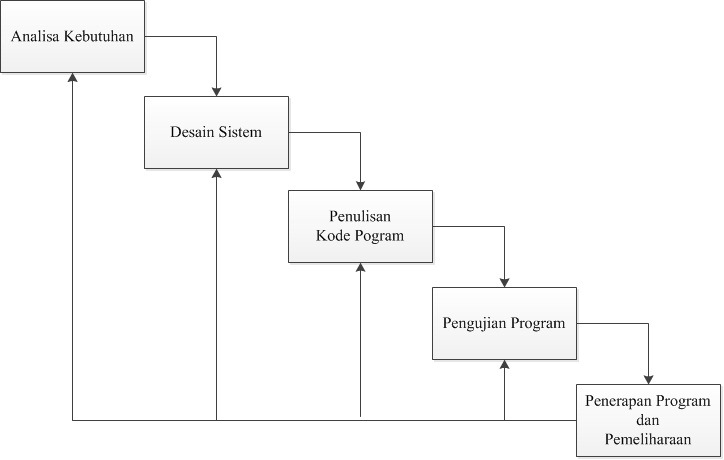 Analisa Kebutuhan
Desain Sistem
Penulisan
Kode Pogram
Pengujian Program
Penerapan Program
dan
Pemeliharaan